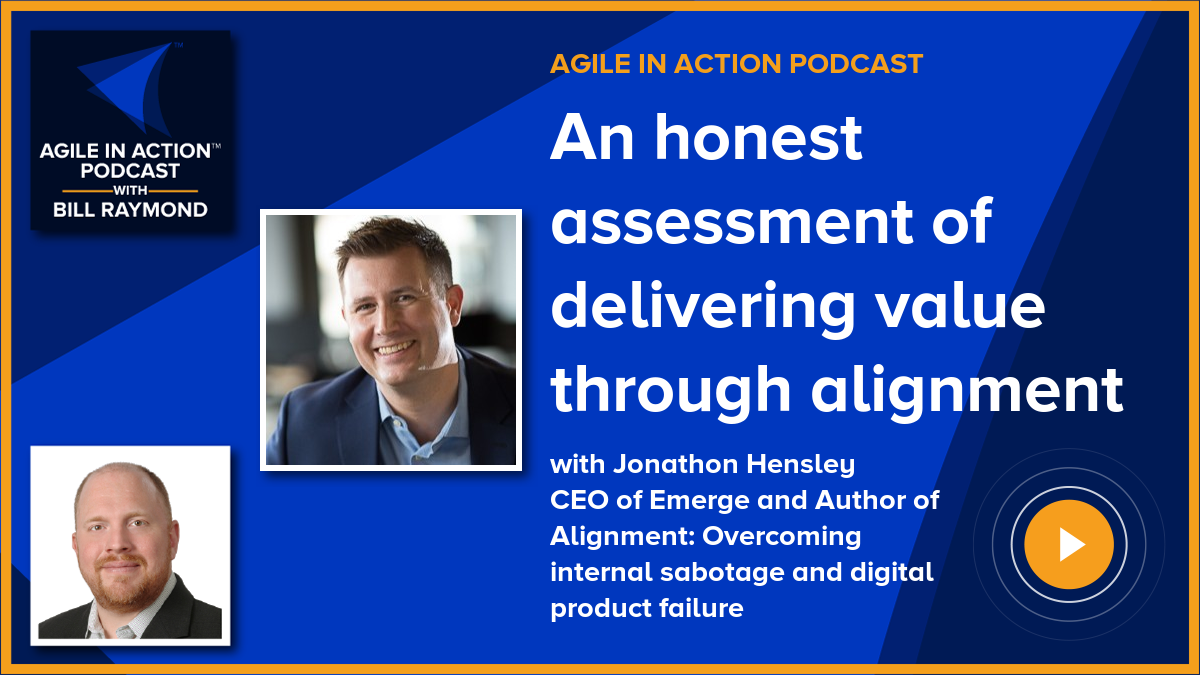 AGILE IN ACTION™
PODCAST
WITH
BILL RAYMOND
TM
AGILE IN ACTION PODCAST
An honest
assessment of
delivering value
through alignment
with Jonathon Hensley
CEO of Emerge and Author of
Alignment: Overcoming
internal sabotage and digital
product failure